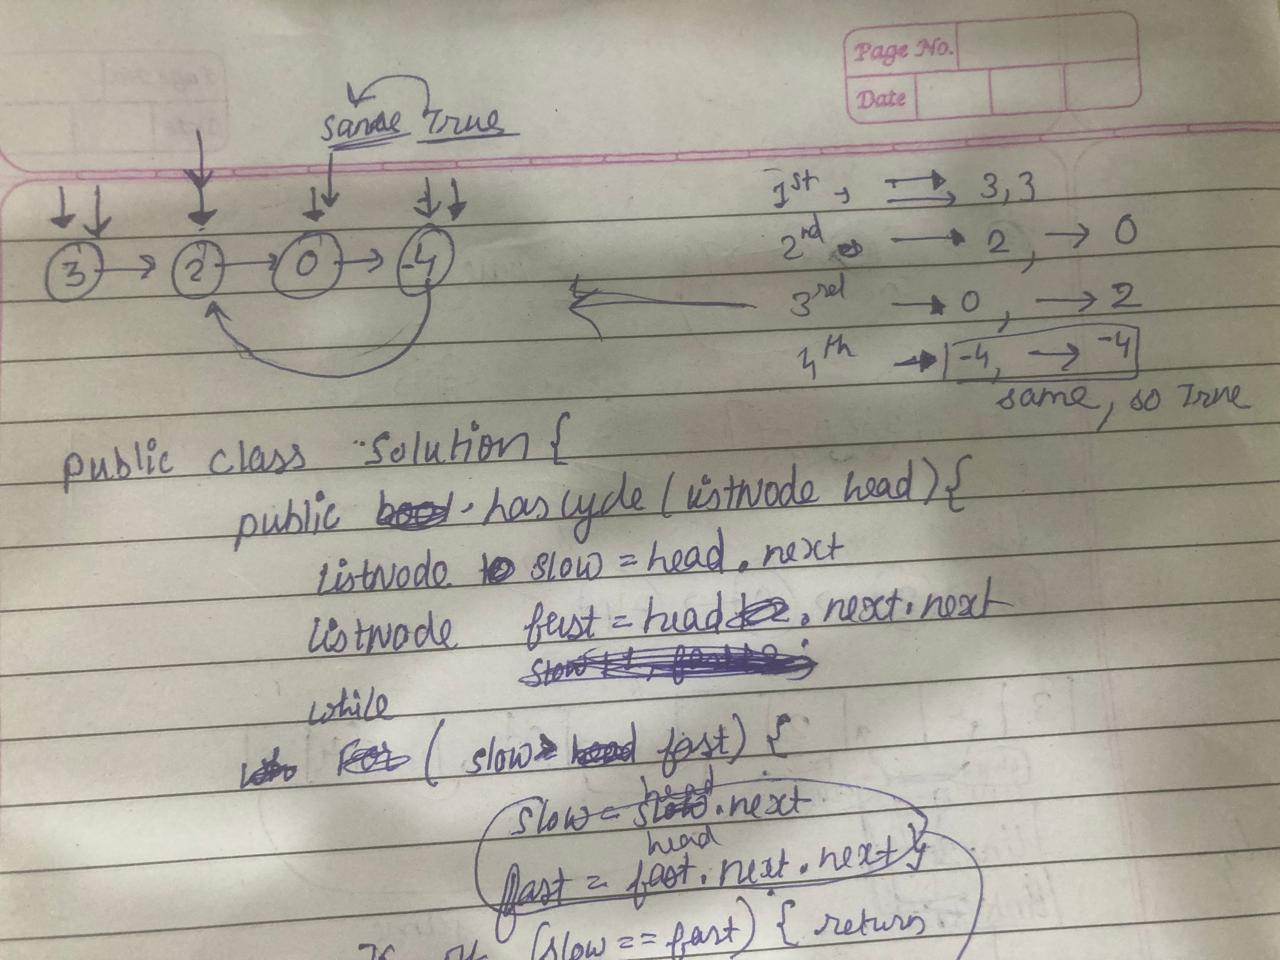 Page No.
Date
same True
3 2 0 -4
1st, → → 3,3
2rd → 2, → 0
3rd → 0, → 2
4th → -4, → -4
same, so True
public class Solution {
public hascycle (ListNode head) {
ListNode slow = head.next
ListNode fast = head.next.next
while
(slow fast) {
head
slow = .next
head
fast = fast.next.next }
(slow == fast) { return